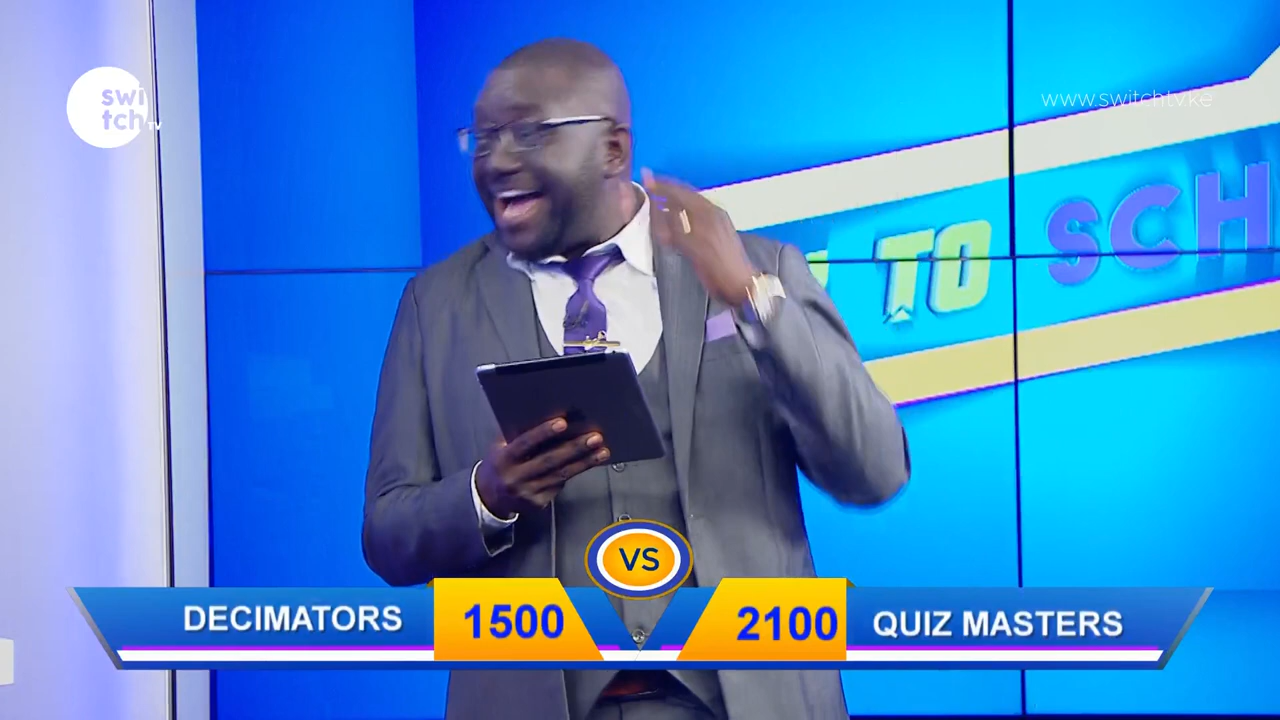 swi
tch
TV
www.switchtv.ke
TO SCH
VS
DECIMATORS 1500 2100 QUIZ MASTERS